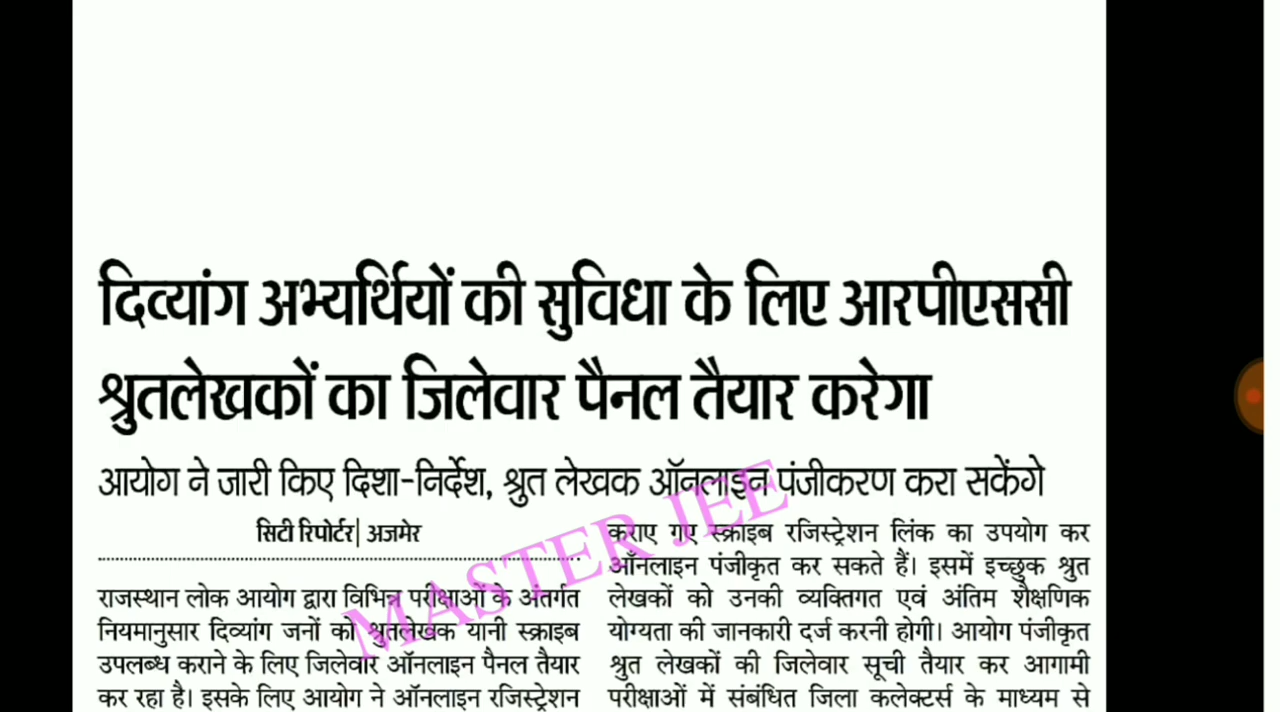 दिव्यांग अभ्यर्थियों की सुविधा के लिए आरपीएससी
श्रुतलेखकों का जिलेवार पैनल तैयार करेगा
आयोग ने जारी किए दिशा-निर्देश, श्रुत लेखक ऑनलाइन पंजीकरण करा सकेंगे
सिटी रिपोर्टर| अजमेर
राजस्थान लोक आयोग द्वारा विभिन्न परीक्षाओं के अंतर्गत
नियमानुसार दिव्यांग जनों को श्रुतलेखक यानी स्क्राइब
उपलब्ध कराने के लिए जिलेवार ऑनलाइन पैनल तैयार
कर रहा है। इसके लिए आयोग ने ऑनलाइन रजिस्ट्रेशन
कराए गए स्क्राइब रजिस्ट्रेशन लिंक का उपयोग कर
ऑनलाइन पंजीकृत कर सकते हैं। इसमें इच्छुक श्रुत
लेखकों को उनकी व्यक्तिगत एवं अंतिम शैक्षणिक
योग्यता की जानकारी दर्ज करनी होगी। आयोग पंजीकृत
श्रुत लेखकों की जिलेवार सूची तैयार कर आगामी
परीक्षाओं में संबंधित जिला कलेक्टर्स के माध्यम से
MASTER JEE